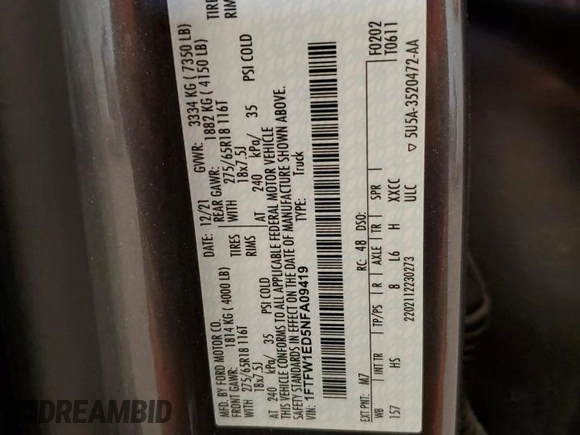 MFD. BY FORD MOTOR CO.
DATE: 12/21
GVWR: 3334 KG ( 7350 LB)
FRONT GAWR: 1814 KG ( 4000 LB)
REAR GAWR: 1882 KG ( 4150 LB)
WITH 275/65R18 116T TIRES
WITH 275/65R18 116T TIRES
18x7.5J RIMS
18x7.5J RIMS
AT 240 kPa/ 35 PSI COLD
AT 240 kPa/ 35 PSI COLD
THIS VEHICLE CONFORMS TO ALL APPLICABLE FEDERAL MOTOR VEHICLE
SAFETY STANDARDS IN EFFECT ON THE DATE OF MANUFACTURE SHOWN ABOVE.
VIN: 1FTFW1ED5NFA09419
TYPE: Truck
F0202
T0611
EXT PNT: M7
RC: 48 DSO:
WB INT TR TP/PS R AXLE TR SPR
157 HS 8 L6 H XXCC
2202112230273
ULC
▽ 5U5A-3520472-AA
DREAMBID